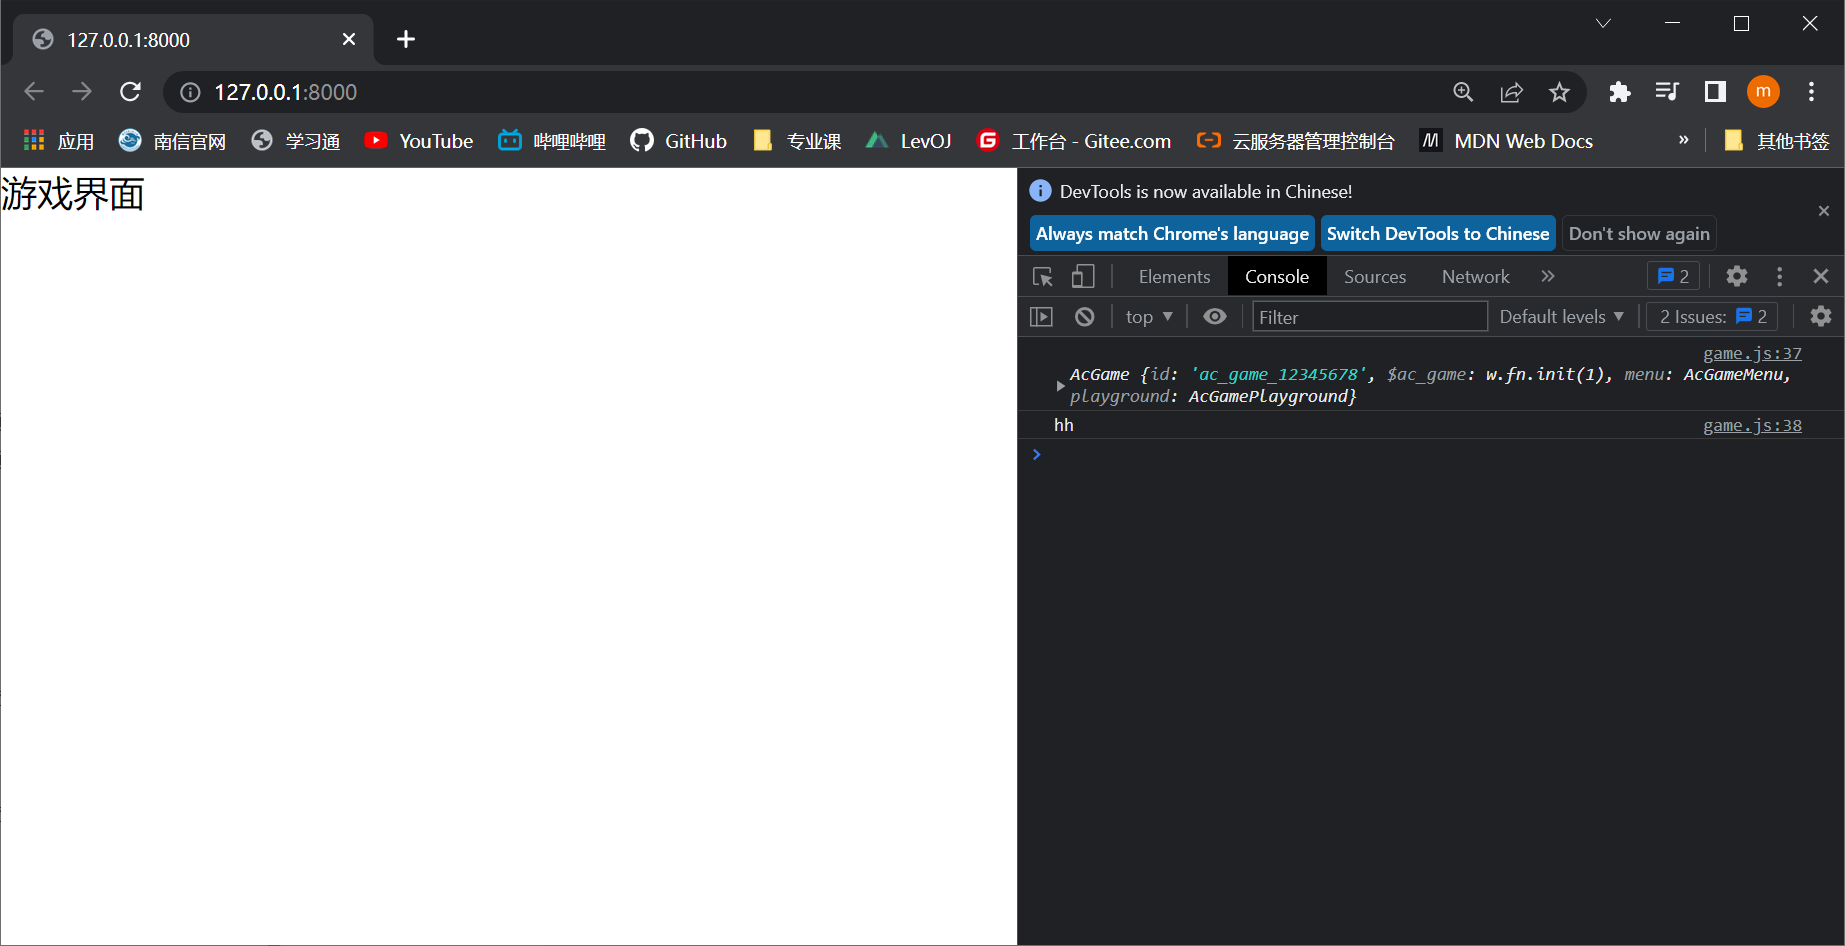 127.0.0.1:8000
127.0.0.1:8000
m
应用 南信官网 学习通 YouTube 哔哩哔哩 GitHub 专业课 LevOJ 工作台 - Gitee.com 云服务器管理控制台 MDN Web Docs » 其他书签
游戏界面
DevTools is now available in Chinese!
Always match Chrome's language Switch DevTools to Chinese Don't show again
Elements Console Sources Network » 2
top Filter Default levels 2 Issues: 2
game.js:37
AcGame {id: 'ac_game_12345678', $ac_game: w.fn.init(1), menu: AcGameMenu,
playground: AcGamePlayground}
hh game.js:38